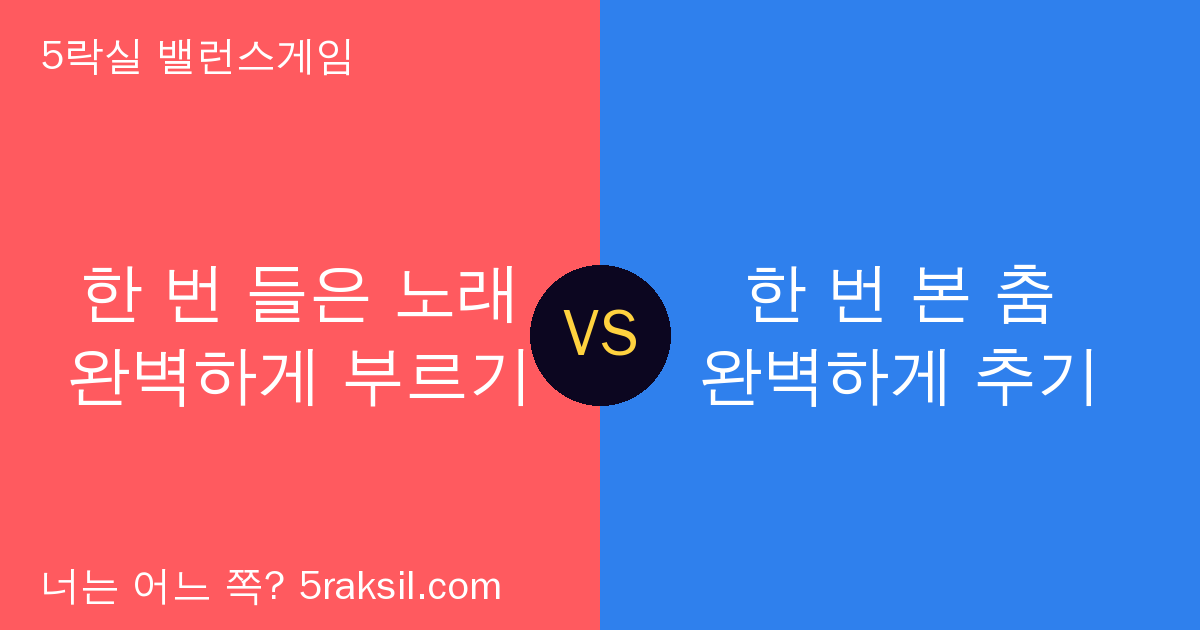 5락실 밸런스게임
한 번 들은 노래
완벽하게 부르기
VS
한 번 본 춤
완벽하게 추기
너는 어느 쪽? 5raksil.com